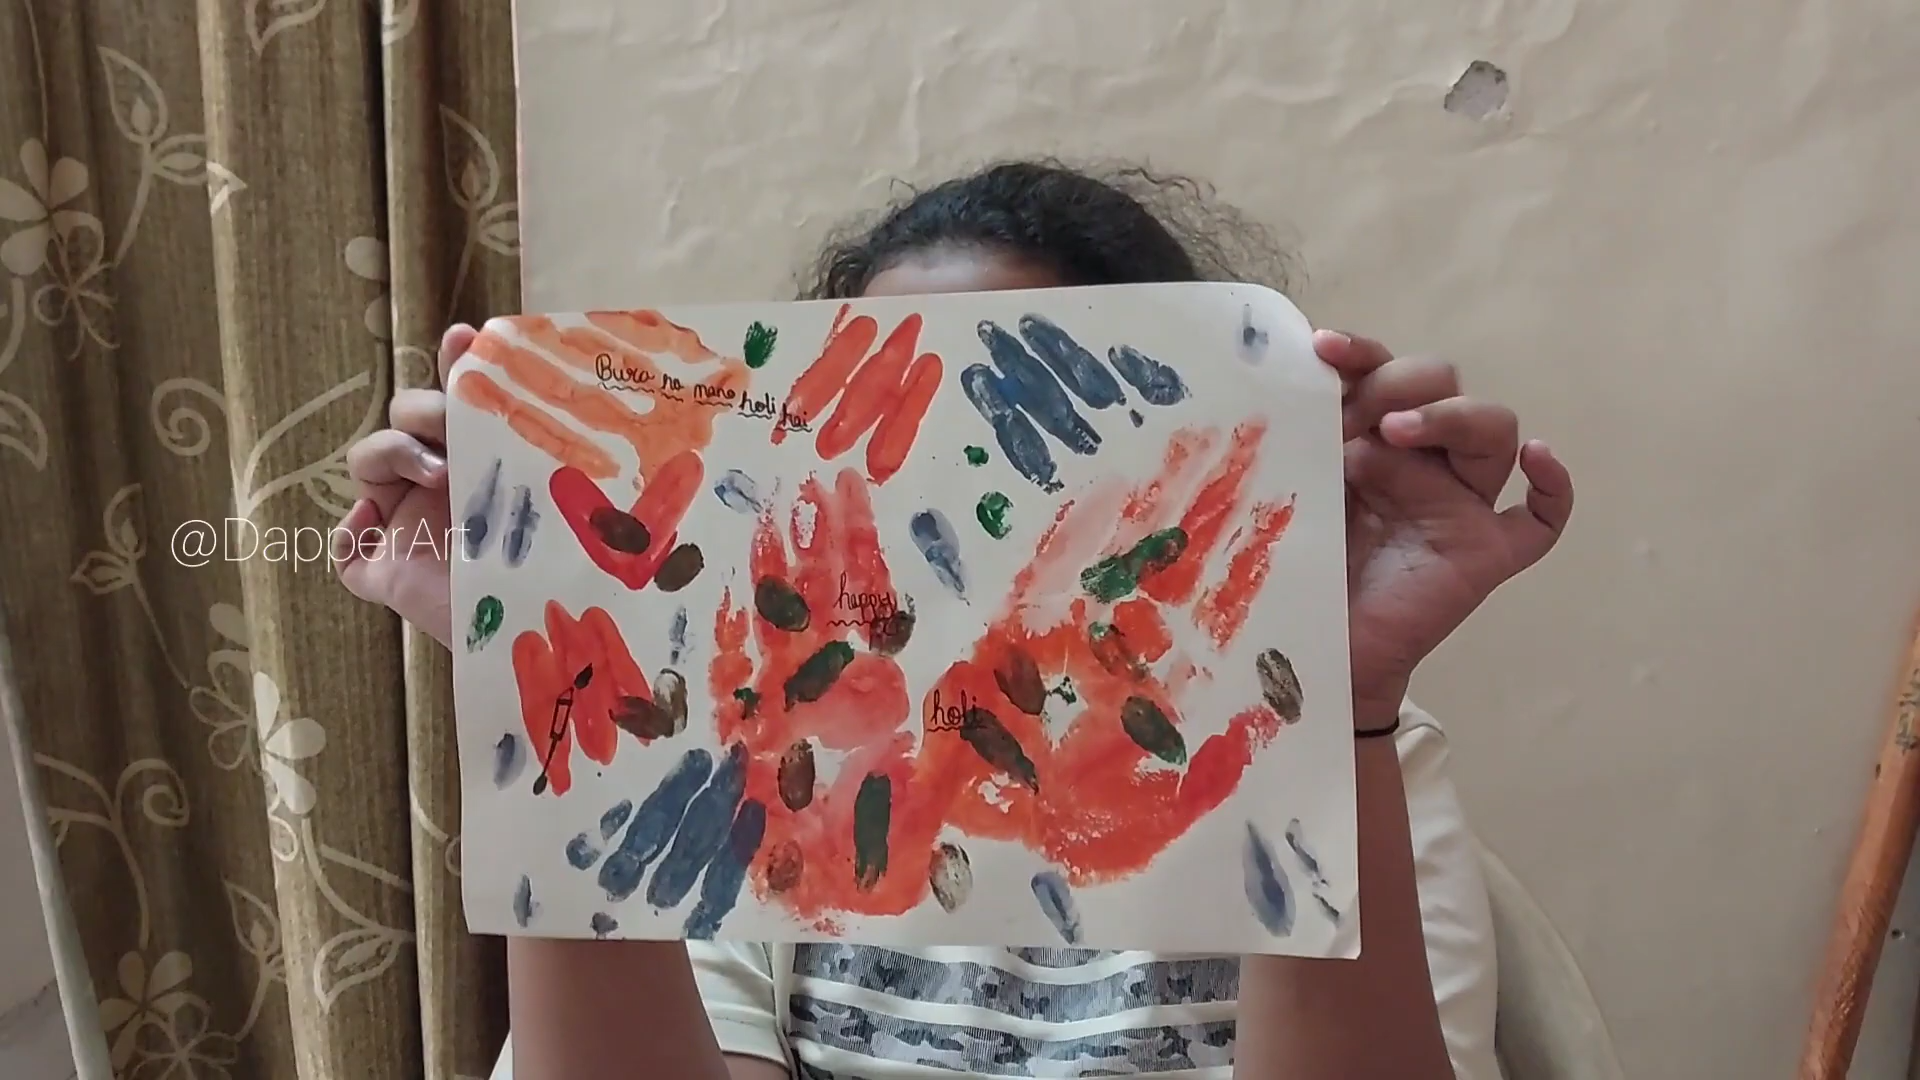 Bura na mano holi hai
@DapperArt
happy
holi